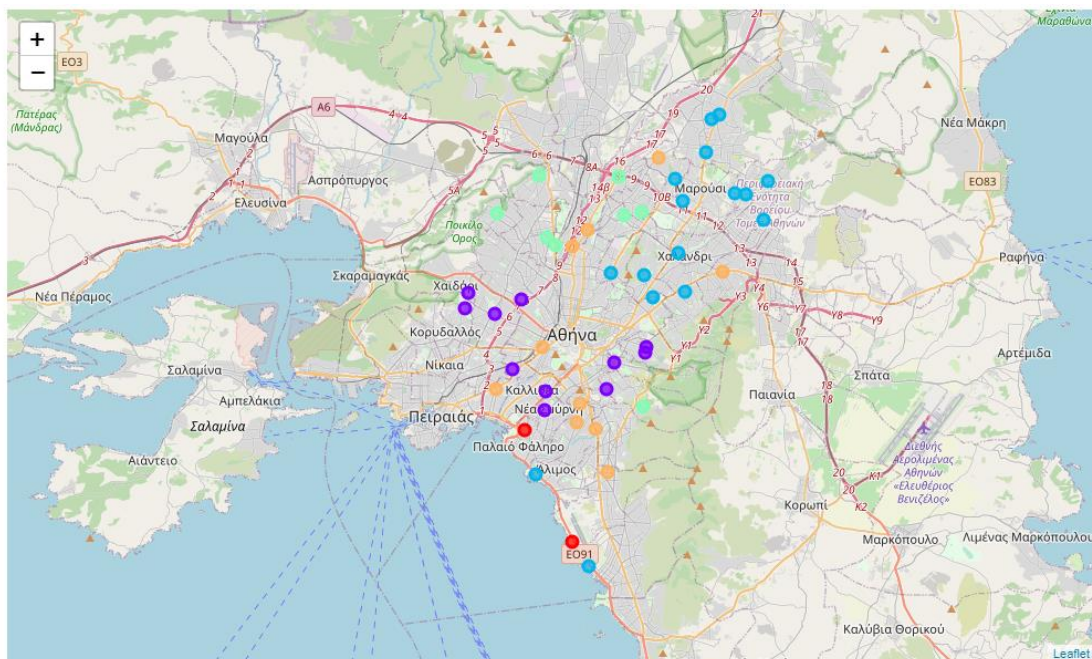 +
−
ΕΟ3
Πατέρας
(Μάνδρας)
Μαγούλα
Α6
Ασπρόπυργος
Ελευσίνα
Νέα Πέραμος
Σκαραμαγκάς
Ποικίλο
Όρος
Νέα Μάκρη
ΕΟ83
Μαρούσι
Χαλάνδρι
Ραφήνα
Χαϊδάρι
Κορυδαλλός
Αθήνα
Νίκαια
Σαλαμίνα
Αμπελάκια
Σαλαμίνα
Αιάντειο
Πειραιάς
Καλλιθέα
Νέα Σμύρνη
Παλαιό Φάληρο
Άλιμος
ΕΟ91
Αρτέμιδα
Σπάτα
Παιανία
Διεθνής
Αερολιμένας
Αθηνών
«Ελευθέριος
Βενιζέλος»
Κορωπί
Μαρκόπουλο
Λιμένας Μαρκόπουλου
Καλύβια Θορικού
Leaflet